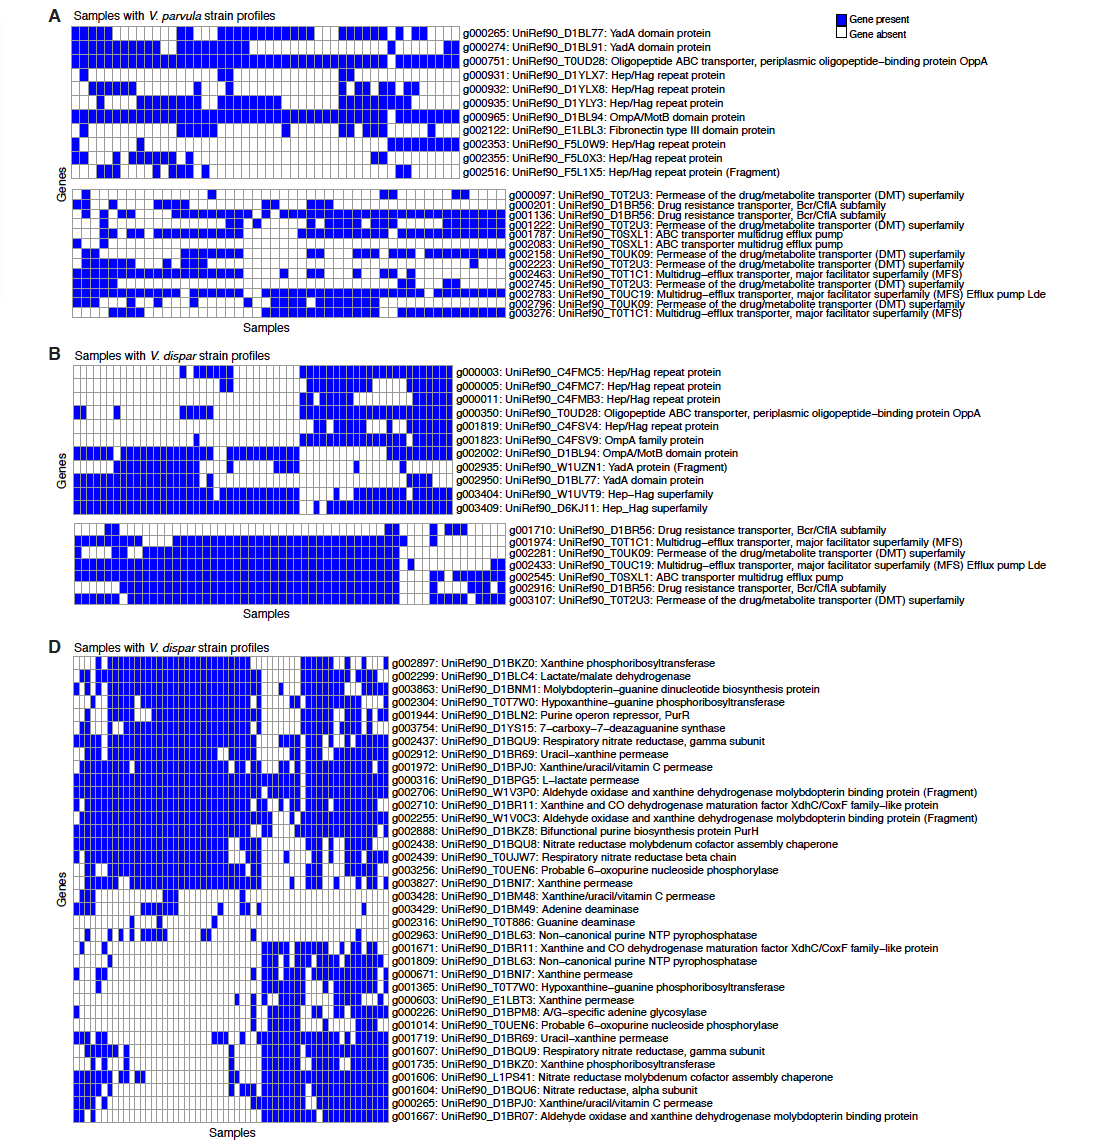 A Samples with V. parvula strain profiles
Gene present
Gene absent
g000265: UniRef90_D1BL77: YadA domain protein
g000274: UniRef90_D1BL91: YadA domain protein
g000751: UniRef90_T0UD28: Oligopeptide ABC transporter, periplasmic oligopeptide−binding protein OppA
g000931: UniRef90_D1YLX7: Hep/Hag repeat protein
g000932: UniRef90_D1YLX8: Hep/Hag repeat protein
g000935: UniRef90_D1YLY3: Hep/Hag repeat protein
g000965: UniRef90_D1BL94: OmpA/MotB domain protein
g002122: UniRef90_E1LBL3: Fibronectin type III domain protein
g002353: UniRef90_F5L0W9: Hep/Hag repeat protein
g002355: UniRef90_F5L0X3: Hep/Hag repeat protein
g002516: UniRef90_F5L1X5: Hep/Hag repeat protein (Fragment)
Genes
g000097: UniRef90_T0T2U3: Permease of the drug/metabolite transporter (DMT) superfamily
g000201: UniRef90_D1BR56: Drug resistance transporter, Bcr/CflA subfamily
g001136: UniRef90_D1BR56: Drug resistance transporter, Bcr/CflA subfamily
g001222: UniRef90_T0T2U3: Permease of the drug/metabolite transporter (DMT) superfamily
g001787: UniRef90_T0SXL1: ABC transporter multidrug efflux pump
g002083: UniRef90_T0SXL1: ABC transporter multidrug efflux pump
g002158: UniRef90_T0UK09: Permease of the drug/metabolite transporter (DMT) superfamily
g002223: UniRef90_T0T2U3: Permease of the drug/metabolite transporter (DMT) superfamily
g002463: UniRef90_T0T1C1: Multidrug−efflux transporter, major facilitator superfamily (MFS)
g002745: UniRef90_T0T2U3: Permease of the drug/metabolite transporter (DMT) superfamily
g002783: UniRef90_T0UC19: Multidrug−efflux transporter, major facilitator superfamily (MFS) Efflux pump Lde
g002796: UniRef90_T0UK09: Permease of the drug/metabolite transporter (DMT) superfamily
g003276: UniRef90_T0T1C1: Multidrug−efflux transporter, major facilitator superfamily (MFS)
Samples
B Samples with V. dispar strain profiles
g000003: UniRef90_C4FMC5: Hep/Hag repeat protein
g000005: UniRef90_C4FMC7: Hep/Hag repeat protein
g000011: UniRef90_C4FMB3: Hep/Hag repeat protein
g000350: UniRef90_T0UD28: Oligopeptide ABC transporter, periplasmic oligopeptide−binding protein OppA
g001819: UniRef90_C4FSV4: Hep/Hag repeat protein
g001823: UniRef90_C4FSV9: OmpA family protein
g002002: UniRef90_D1BL94: OmpA/MotB domain protein
g002935: UniRef90_W1UZN1: YadA protein (Fragment)
g002950: UniRef90_D1BL77: YadA domain protein
g003404: UniRef90_W1UVT9: Hep−Hag superfamily
g003409: UniRef90_D6KJ11: Hep_Hag superfamily
Genes
g001710: UniRef90_D1BR56: Drug resistance transporter, Bcr/CflA subfamily
g001974: UniRef90_T0T1C1: Multidrug−efflux transporter, major facilitator superfamily (MFS)
g002281: UniRef90_T0UK09: Permease of the drug/metabolite transporter (DMT) superfamily
g002433: UniRef90_T0UC19: Multidrug−efflux transporter, major facilitator superfamily (MFS) Efflux pump Lde
g002545: UniRef90_T0SXL1: ABC transporter multidrug efflux pump
g002916: UniRef90_D1BR56: Drug resistance transporter, Bcr/CflA subfamily
g003107: UniRef90_T0T2U3: Permease of the drug/metabolite transporter (DMT) superfamily
Samples
D Samples with V. dispar strain profiles
g002897: UniRef90_D1BKZ0: Xanthine phosphoribosyltransferase
g002299: UniRef90_D1BLC4: Lactate/malate dehydrogenase
g003863: UniRef90_D1BNM1: Molybdopterin−guanine dinucleotide biosynthesis protein
g002304: UniRef90_T0T7W0: Hypoxanthine−guanine phosphoribosyltransferase
g001944: UniRef90_D1BLN2: Purine operon repressor, PurR
g003754: UniRef90_D1YS15: 7−carboxy−7−deazaguanine synthase
g002437: UniRef90_D1BQU9: Respiratory nitrate reductase, gamma subunit
g002912: UniRef90_D1BR69: Uracil−xanthine permease
g001972: UniRef90_D1BPJ0: Xanthine/uracil/vitamin C permease
g000316: UniRef90_D1BPG5: L−lactate permease
g002706: UniRef90_W1V3P0: Aldehyde oxidase and xanthine dehydrogenase molybdopterin binding protein (Fragment)
g002710: UniRef90_D1BR11: Xanthine and CO dehydrogenase maturation factor XdhC/CoxF family−like protein
g002255: UniRef90_W1V0C3: Aldehyde oxidase and xanthine dehydrogenase molybdopterin binding protein (Fragment)
g002888: UniRef90_D1BKZ8: Bifunctional purine biosynthesis protein PurH
g002438: UniRef90_D1BQU8: Nitrate reductase molybdenum cofactor assembly chaperone
g002439: UniRef90_T0UJW7: Respiratory nitrate reductase beta chain
g003256: UniRef90_T0UEN6: Probable 6−oxopurine nucleoside phosphorylase
g003827: UniRef90_D1BNI7: Xanthine permease
g003428: UniRef90_D1BM48: Xanthine/uracil/vitamin C permease
g003429: UniRef90_D1BM49: Adenine deaminase
g002316: UniRef90_T0T886: Guanine deaminase
g002963: UniRef90_D1BL63: Non−canonical purine NTP pyrophosphatase
g001671: UniRef90_D1BR11: Xanthine and CO dehydrogenase maturation factor XdhC/CoxF family−like protein
g001809: UniRef90_D1BL63: Non−canonical purine NTP pyrophosphatase
g000671: UniRef90_D1BNI7: Xanthine permease
g001365: UniRef90_T0T7W0: Hypoxanthine−guanine phosphoribosyltransferase
g000603: UniRef90_E1LBT3: Xanthine permease
g000226: UniRef90_D1BPM8: A/G−specific adenine glycosylase
g001014: UniRef90_T0UEN6: Probable 6−oxopurine nucleoside phosphorylase
g001719: UniRef90_D1BR69: Uracil−xanthine permease
g001607: UniRef90_D1BQU9: Respiratory nitrate reductase, gamma subunit
g001735: UniRef90_D1BKZ0: Xanthine phosphoribosyltransferase
g001606: UniRef90_L1PS41: Nitrate reductase molybdenum cofactor assembly chaperone
g001604: UniRef90_D1BQU6: Nitrate reductase, alpha subunit
g000265: UniRef90_D1BPJ0: Xanthine/uracil/vitamin C permease
g001667: UniRef90_D1BR07: Aldehyde oxidase and xanthine dehydrogenase molybdopterin binding protein
Genes
Samples